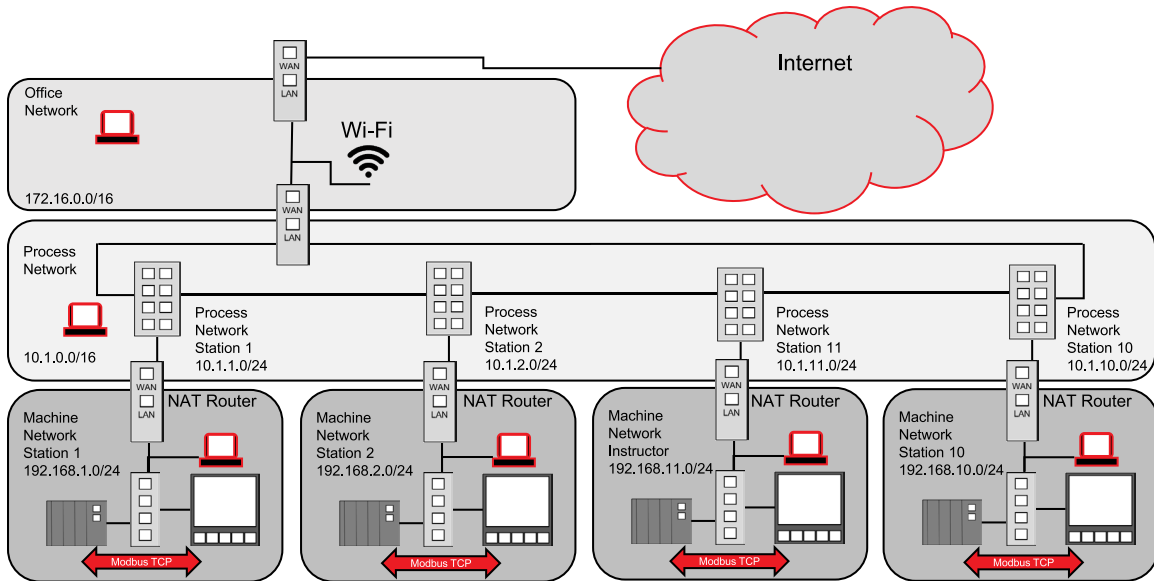 Internet
WAN
LAN
Office
Network
Wi-Fi
172.16.0.0/16
WAN
LAN
Process
Network
10.1.0.0/16
Process
Network
Station 1
10.1.1.0/24
Process
Network
Station 2
10.1.2.0/24
Process
Network
Station 11
10.1.11.0/24
Process
Network
Station 10
10.1.10.0/24
WAN
LAN
NAT Router
Machine
Network
Station 1
192.168.1.0/24
Modbus TCP
WAN
LAN
NAT Router
Machine
Network
Station 2
192.168.2.0/24
Modbus TCP
WAN
LAN
NAT Router
Machine
Network
Instructor
192.168.11.0/24
Modbus TCP
WAN
LAN
NAT Router
Machine
Network
Station 10
192.168.10.0/24
Modbus TCP